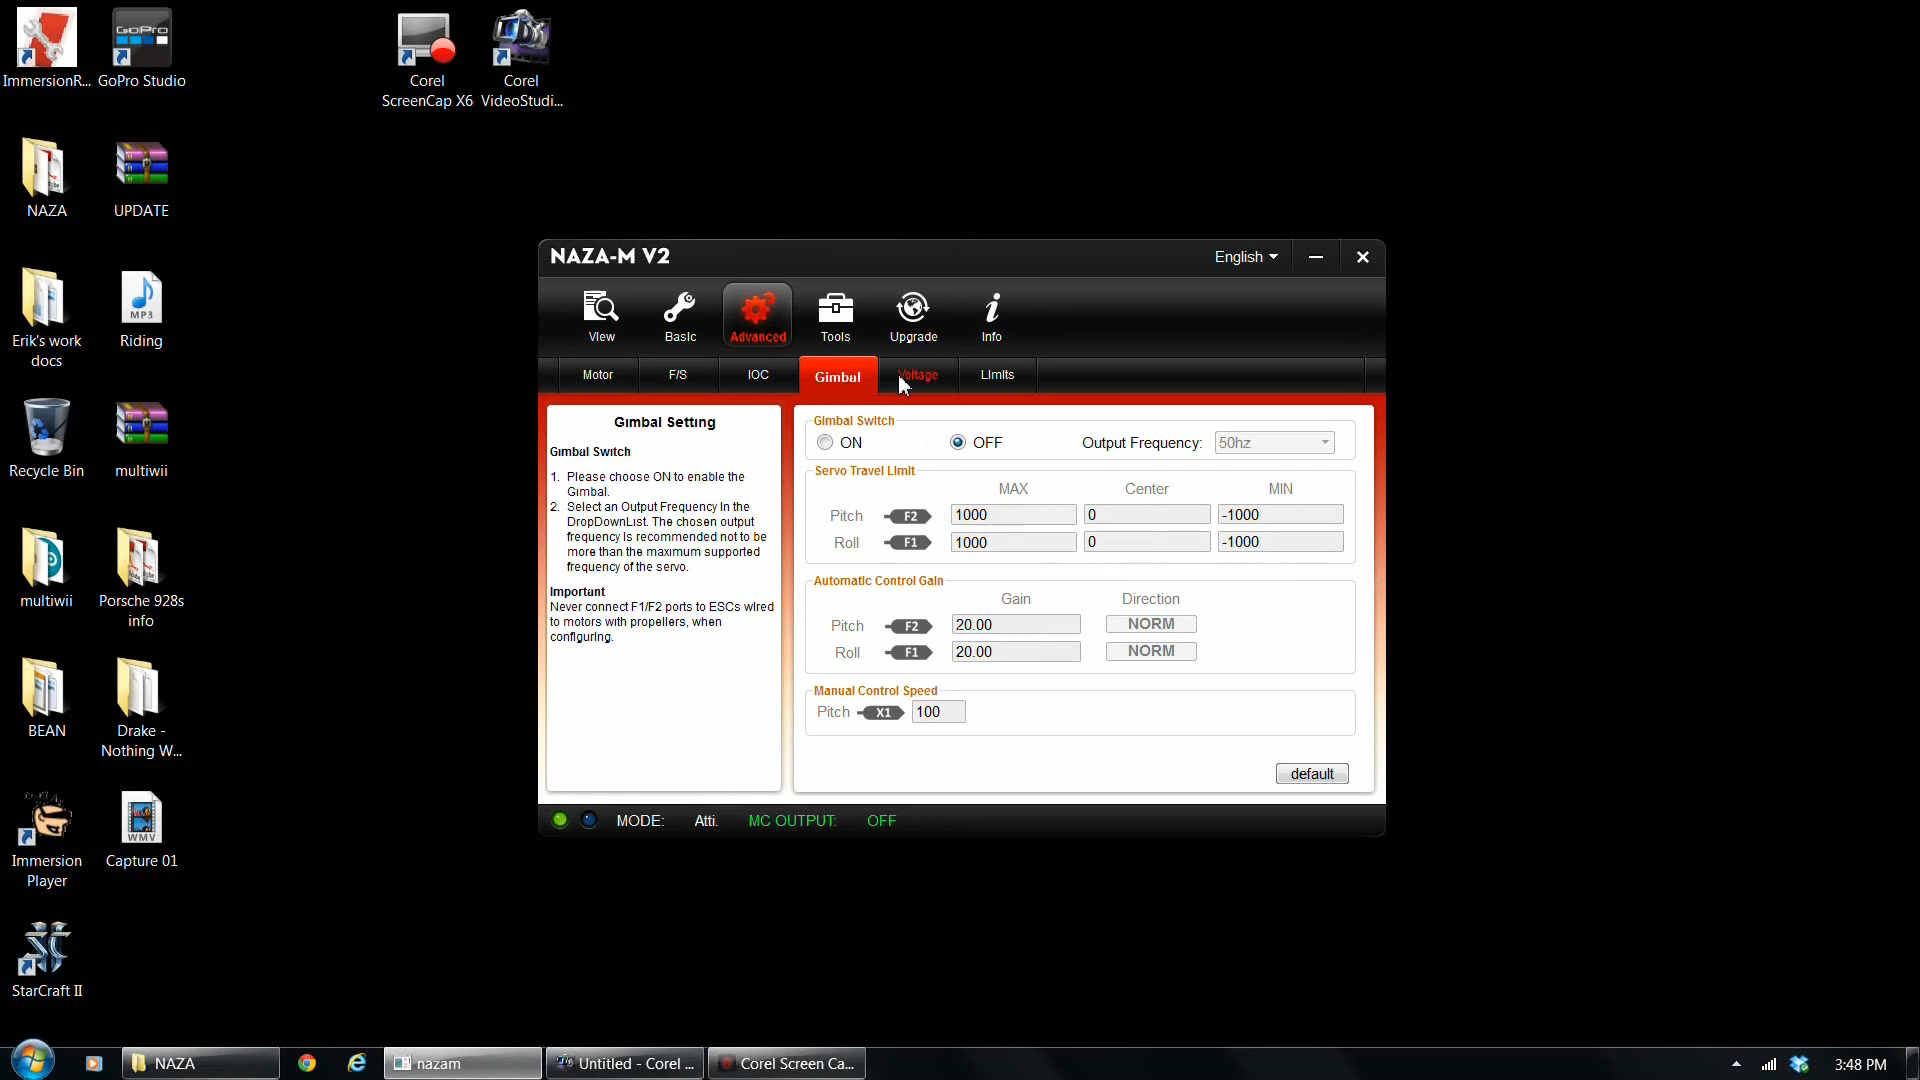 ImmersionR...
GoPro Studio
GoPro
Corel
ScreenCap X6
Corel
VideoStudi...
NAZA
UPDATE
Erik's work
docs
MP3
Riding
Recycle Bin
multiwii
multiwii
Porsche 928s
info
BEAN
Drake -
Nothing W...
Immersion
Player
WMV
Capture 01
StarCraft II
NAZA-M V2
English
View
Basic
Advanced
Tools
Upgrade
Info
Motor
F/S
IOC
Gimbal
Voltage
Limits
Gimbal Setting
Gimbal Switch
1. Please choose ON to enable the
Gimbal.
2. Select an Output Frequency in the
DropDownList. The chosen output
frequency is recommended not to be
more than the maximum supported
frequency of the servo.
Important
Never connect F1/F2 ports to ESCs wired
to motors with propellers, when
configuring.
Gimbal Switch
ON
OFF
Output Frequency:
50hz
Servo Travel Limit
MAX
Center
MIN
Pitch F2 1000 0 -1000
Roll F1 1000 0 -1000
Automatic Control Gain
Gain
Direction
Pitch F2 20.00 NORM
Roll F1 20.00 NORM
Manual Control Speed
Pitch X1 100
default
MODE: Atti. MC OUTPUT: OFF
NAZA
nazam
Untitled - Corel ...
Corel Screen Ca...
3:48 PM